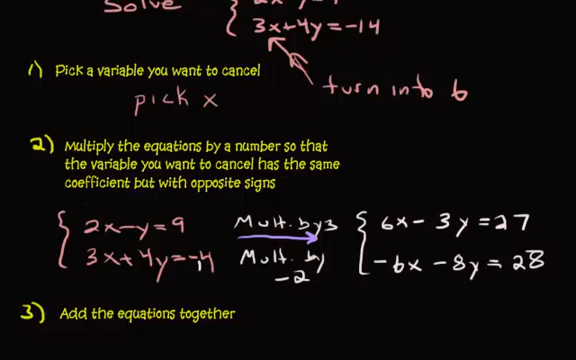 Solve
3x+4y=-14
1) Pick a variable you want to cancel
turn into 6
pick x
2) Multiply the equations by a number so that
the variable you want to cancel has the same
coefficient but with opposite signs
2x-y=9 Mult. by 3 6x-3y=27
3x+4y=-14 Mult. by -2 -6x-8y=28
3) Add the equations together